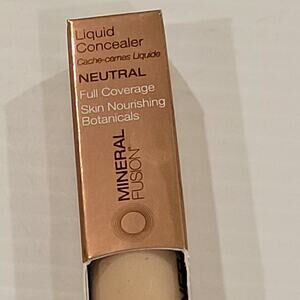 Liquid
Concealer
Cache-cernes Liquide
NEUTRAL
Full Coverage
Skin Nourishing
Botanicals
MINERAL
FUSION